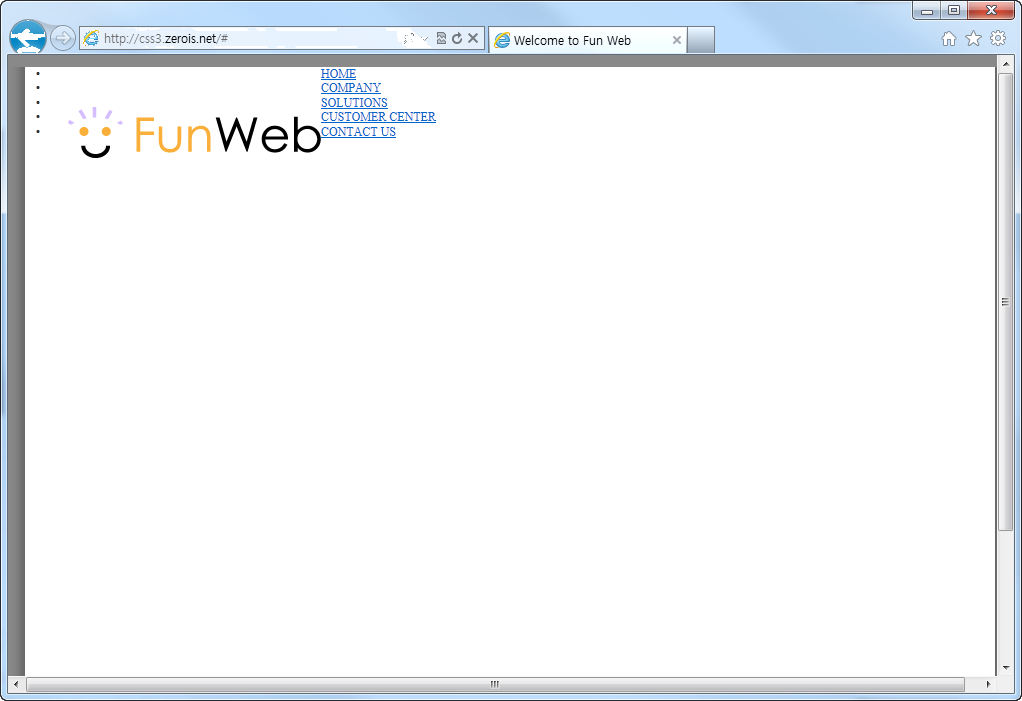 http://css3.zerois.net/#
Welcome to Fun Web
HOME
COMPANY
SOLUTIONS
CUSTOMER CENTER
CONTACT US
FunWeb